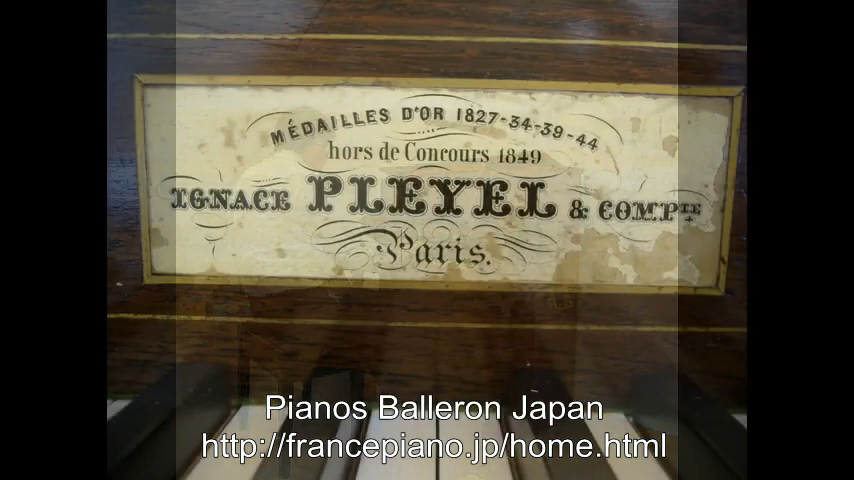 MÉDAILLES D'OR 1827-34-39-44
hors de Concours 1849
IGNACE PLEYEL & COMPIE
Paris.
Pianos Balleron Japan
http://francepiano.jp/home.html